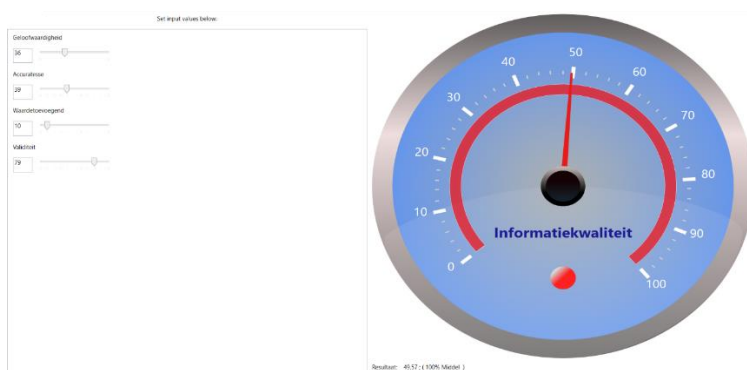 Set input values below:
Geloofwaardigheid
36
Accuratesse
39
Waardetoevoegend
10
Validiteit
79
0
10
20
30
40
50
60
70
80
90
100
Informatiekwaliteit
Resultaat: 49,57 : ( 100% Middel )